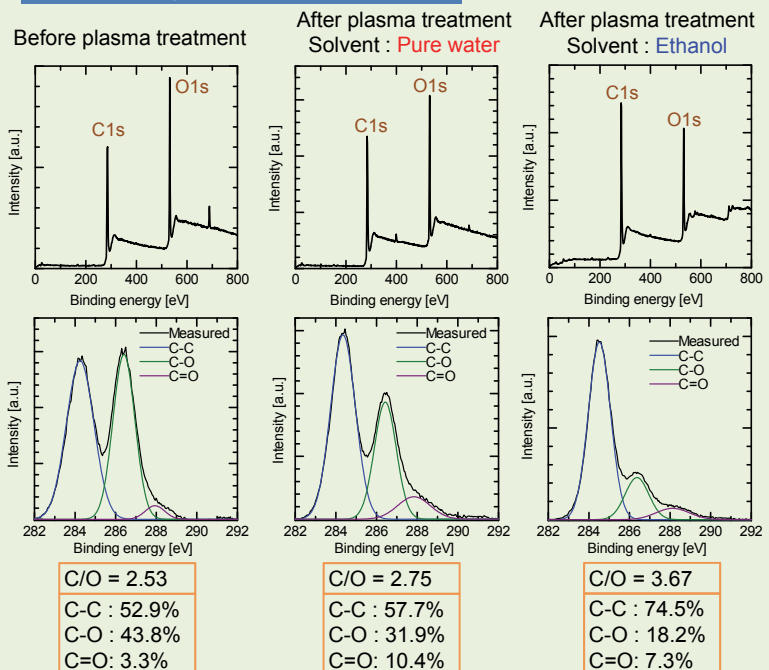 Before plasma treatment
After plasma treatment
Solvent : Pure water
After plasma treatment
Solvent : Ethanol
Intensity [a.u.]
C1s
O1s
0 200 400 600 800
Binding energy [eV]
Intensity [a.u.]
C1s
O1s
0 200 400 600 800
Binding energy [eV]
Intensity [a.u.]
C1s
O1s
0 200 400 600 800
Binding energy [eV]
Intensity [a.u.]
Measured
C-C
C-O
C=O
282 284 286 288 290 292
Binding energy [eV]
Intensity [a.u.]
Measured
C-C
C-O
C=O
282 284 286 288 290 292
Binding energy [eV]
Intensity [a.u.]
Measured
C-C
C-O
C=O
282 284 286 288 290 292
Binding energy [eV]
C/O = 2.53
C-C : 52.9%
C-O : 43.8%
C=O: 3.3%
C/O = 2.75
C-C : 57.7%
C-O : 31.9%
C=O: 10.4%
C/O = 3.67
C-C : 74.5%
C-O : 18.2%
C=O: 7.3%